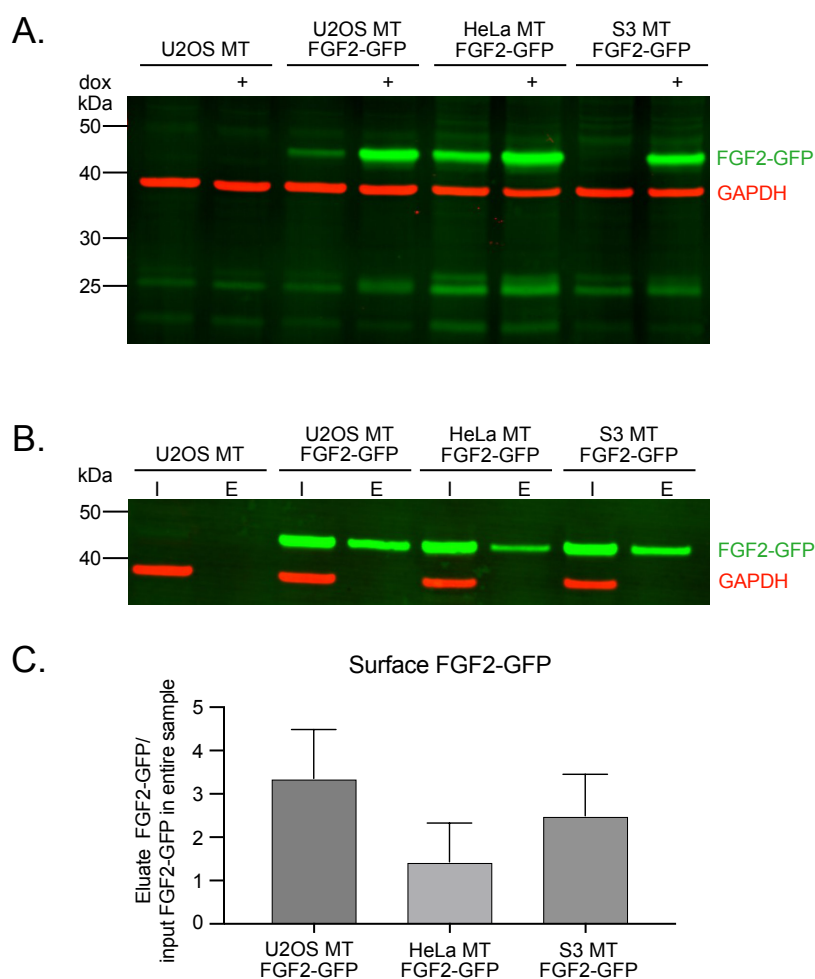 A.
U2OS MT
U2OS MT
FGF2-GFP
HeLa MT
FGF2-GFP
S3 MT
FGF2-GFP
dox + + + +
kDa
50
40
30
25
FGF2-GFP
GAPDH
B.
U2OS MT
U2OS MT
FGF2-GFP
HeLa MT
FGF2-GFP
S3 MT
FGF2-GFP
kDa
I E I E I E I E
50
40
FGF2-GFP
GAPDH
C.
Surface FGF2-GFP
Eluate FGF2-GFP/
input FGF2-GFP in entire sample
5
4
3
2
1
0
U2OS MT
FGF2-GFP
HeLa MT
FGF2-GFP
S3 MT
FGF2-GFP